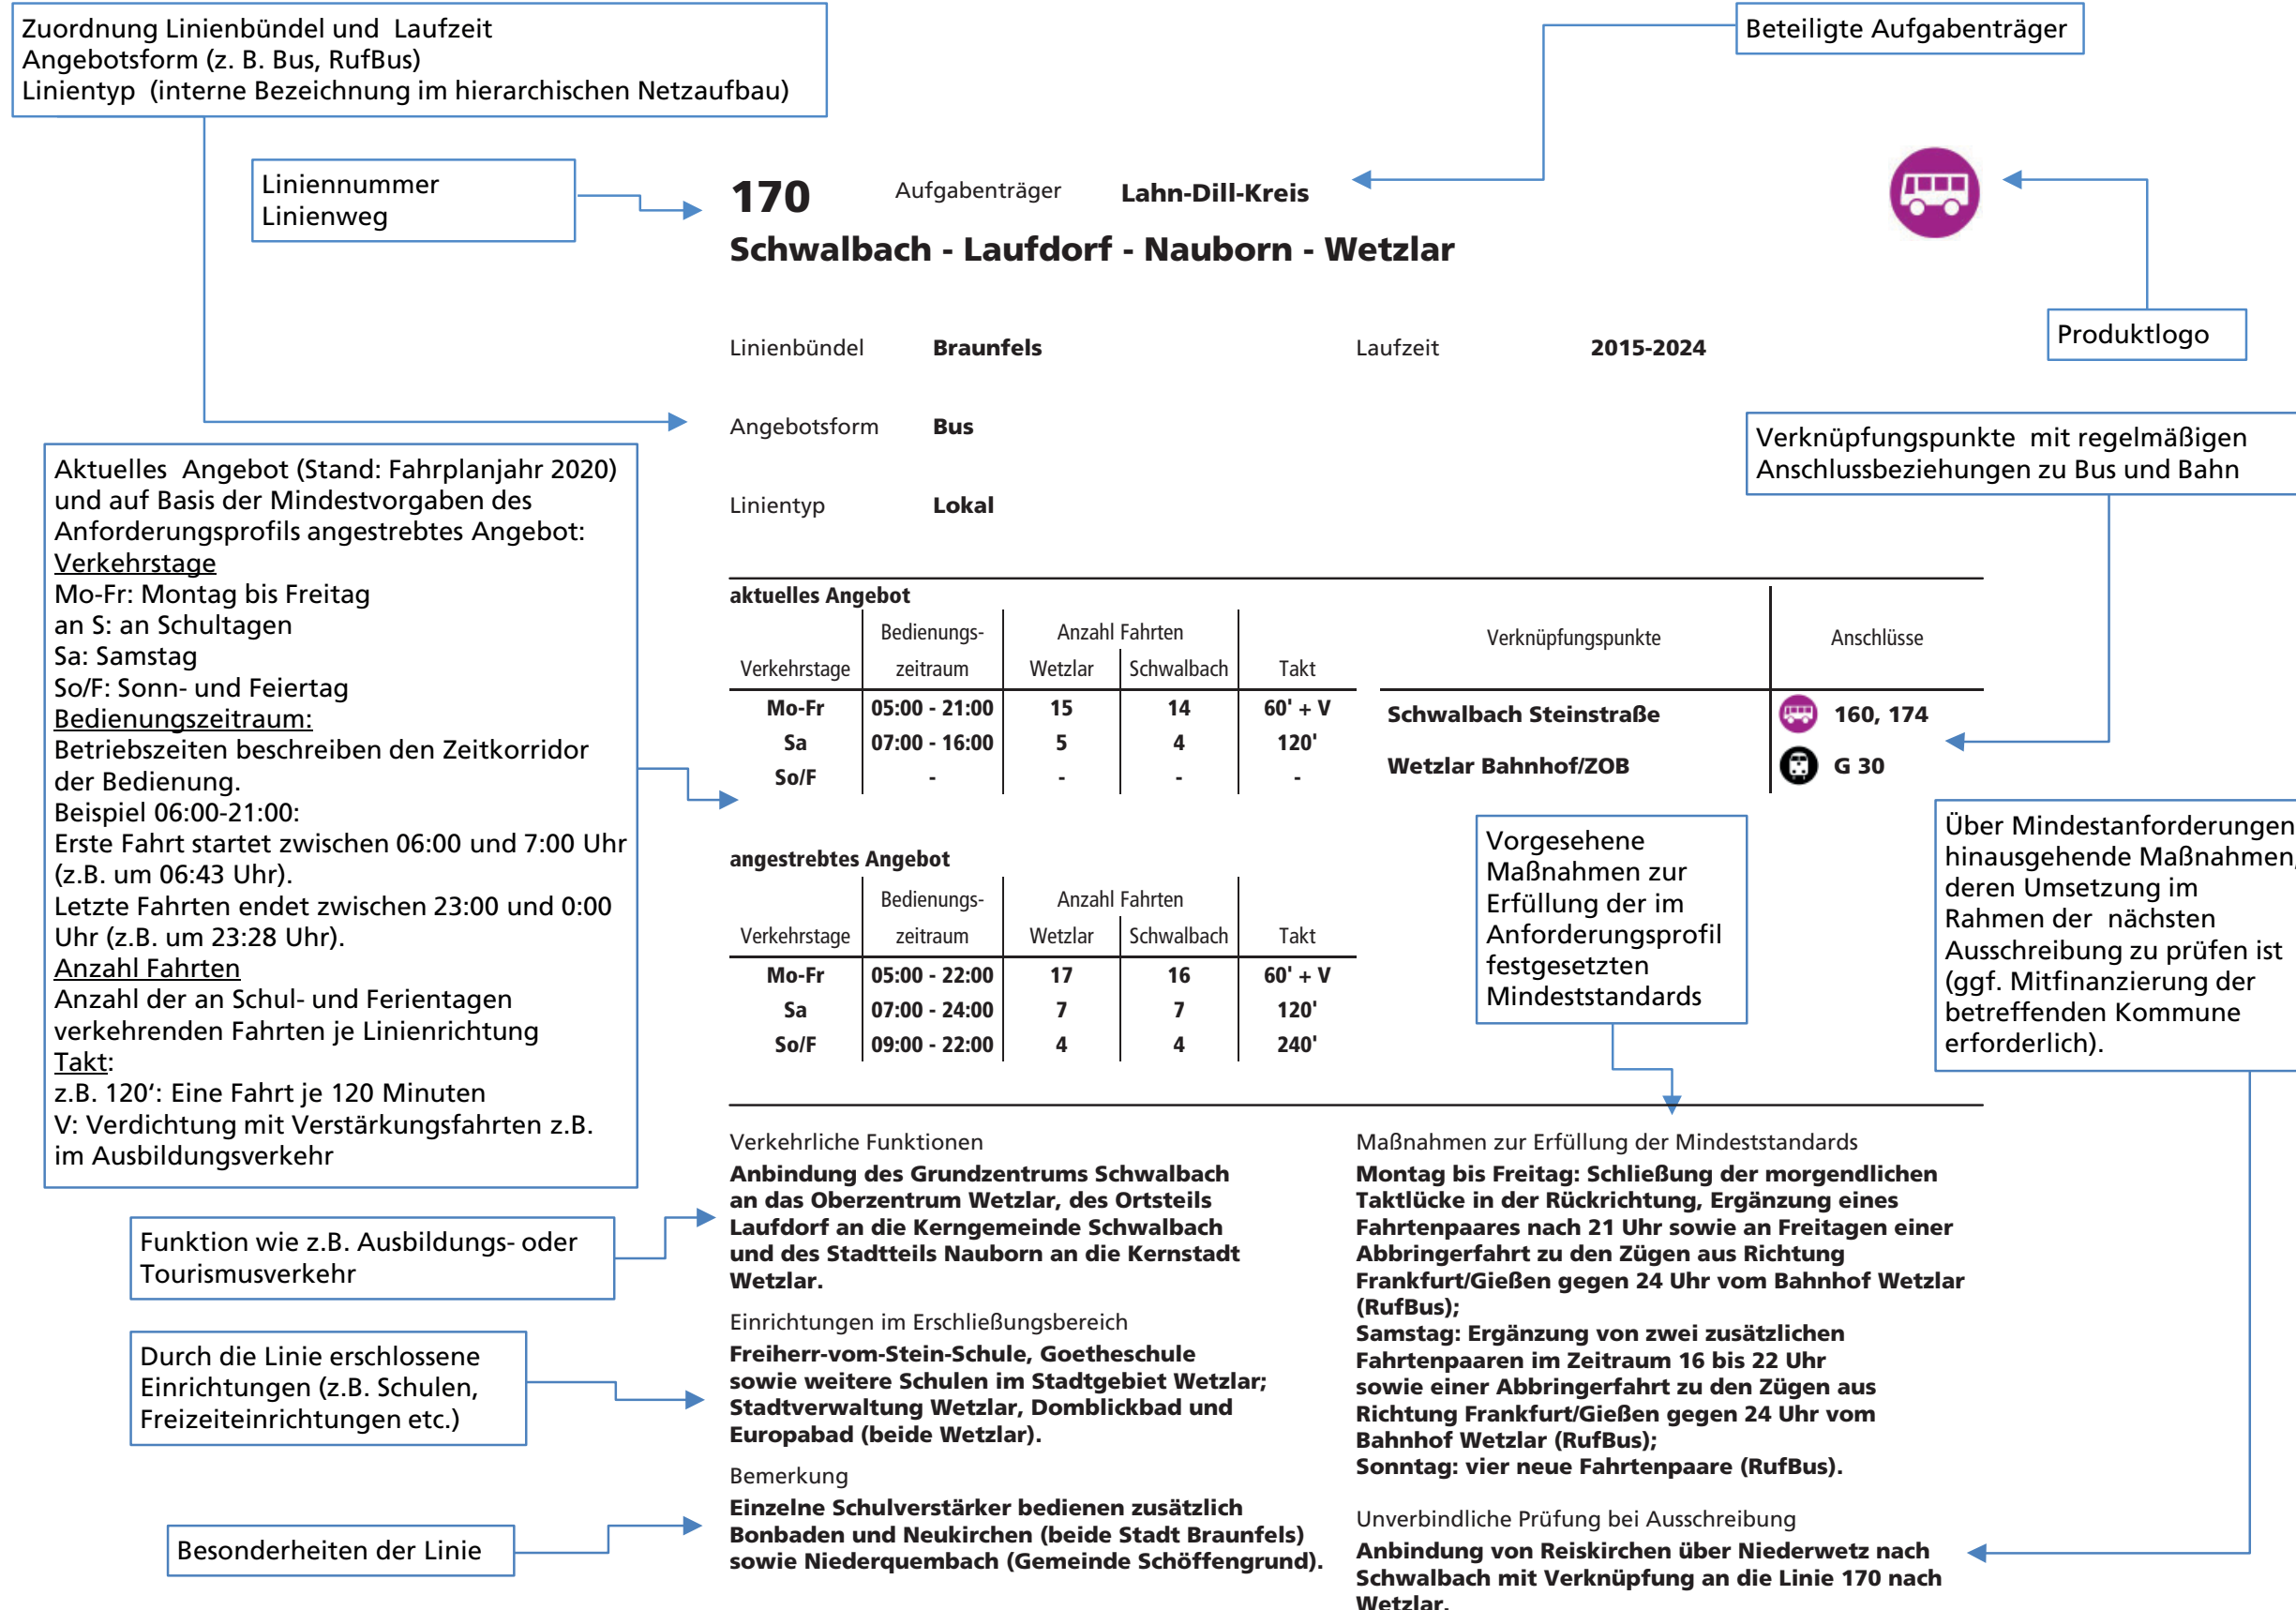 Zuordnung Linienbündel und Laufzeit
Angebotsform (z. B. Bus, RufBus)
Linientyp (interne Bezeichnung im hierarchischen Netzaufbau)
Beteiligte Aufgabenträger
Liniennummer
Linienweg
170 Aufgabenträger Lahn-Dill-Kreis
Schwalbach - Laufdorf - Nauborn - Wetzlar
Produktlogo
Linienbündel Braunfels Laufzeit 2015-2024
Angebotsform Bus
Linientyp Lokal
Verknüpfungspunkte mit regelmäßigen
Anschlussbeziehungen zu Bus und Bahn
Aktuelles Angebot (Stand: Fahrplanjahr 2020)
und auf Basis der Mindestvorgaben des
Anforderungsprofils angestrebtes Angebot:
Verkehrstage
Mo-Fr: Montag bis Freitag
an S: an Schultagen
Sa: Samstag
So/F: Sonn- und Feiertag
Bedienungszeitraum:
Betriebszeiten beschreiben den Zeitkorridor
der Bedienung.
Beispiel 06:00-21:00:
Erste Fahrt startet zwischen 06:00 und 7:00 Uhr
(z.B. um 06:43 Uhr).
Letzte Fahrten endet zwischen 23:00 und 0:00
Uhr (z.B. um 23:28 Uhr).
Anzahl Fahrten
Anzahl der an Schul- und Ferientagen
verkehrenden Fahrten je Linienrichtung
Takt:
z.B. 120‘: Eine Fahrt je 120 Minuten
V: Verdichtung mit Verstärkungsfahrten z.B.
im Ausbildungsverkehr
aktuelles Angebot
Bedienungs- Anzahl Fahrten
Verkehrstage zeitraum Wetzlar Schwalbach Takt
Mo-Fr 05:00 - 21:00 15 14 60' + V
Sa 07:00 - 16:00 5 4 120'
So/F - - - -
Verknüpfungspunkte Anschlüsse
Schwalbach Steinstraße 160, 174
Wetzlar Bahnhof/ZOB G 30
angestrebtes Angebot
Bedienungs- Anzahl Fahrten
Verkehrstage zeitraum Wetzlar Schwalbach Takt
Mo-Fr 05:00 - 22:00 17 16 60' + V
Sa 07:00 - 24:00 7 7 120'
So/F 09:00 - 22:00 4 4 240'
Vorgesehene
Maßnahmen zur
Erfüllung der im
Anforderungsprofil
festgesetzten
Mindeststandards
Über Mindestanforderungen
hinausgehende Maßnahmen,
deren Umsetzung im
Rahmen der nächsten
Ausschreibung zu prüfen ist
(ggf. Mitfinanzierung der
betreffenden Kommune
erforderlich).
Funktion wie z.B. Ausbildungs- oder
Tourismusverkehr
Durch die Linie erschlossene
Einrichtungen (z.B. Schulen,
Freizeiteinrichtungen etc.)
Besonderheiten der Linie
Verkehrliche Funktionen
Anbindung des Grundzentrums Schwalbach
an das Oberzentrum Wetzlar, des Ortsteils
Laufdorf an die Kerngemeinde Schwalbach
und des Stadtteils Nauborn an die Kernstadt
Wetzlar.
Einrichtungen im Erschließungsbereich
Freiherr-vom-Stein-Schule, Goetheschule
sowie weitere Schulen im Stadtgebiet Wetzlar;
Stadtverwaltung Wetzlar, Domblickbad und
Europabad (beide Wetzlar).
Bemerkung
Einzelne Schulverstärker bedienen zusätzlich
Bonbaden und Neukirchen (beide Stadt Braunfels)
sowie Niederquembach (Gemeinde Schöffengrund).
Maßnahmen zur Erfüllung der Mindeststandards
Montag bis Freitag: Schließung der morgendlichen
Taktlücke in der Rückrichtung, Ergänzung eines
Fahrtenpaares nach 21 Uhr sowie an Freitagen einer
Abbringerfahrt zu den Zügen aus Richtung
Frankfurt/Gießen gegen 24 Uhr vom Bahnhof Wetzlar
(RufBus);
Samstag: Ergänzung von zwei zusätzlichen
Fahrtenpaaren im Zeitraum 16 bis 22 Uhr
sowie einer Abbringerfahrt zu den Zügen aus
Richtung Frankfurt/Gießen gegen 24 Uhr vom
Bahnhof Wetzlar (RufBus);
Sonntag: vier neue Fahrtenpaare (RufBus).
Unverbindliche Prüfung bei Ausschreibung
Anbindung von Reiskirchen über Niederwetz nach
Schwalbach mit Verknüpfung an die Linie 170 nach
Wetzlar.